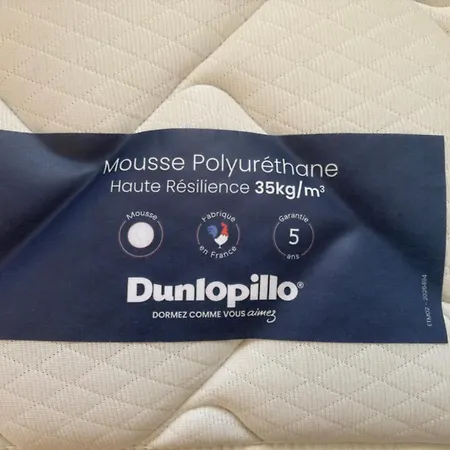 Mousse Polyuréthane
Haute Résilience 35kg/m³
Mousse
Fabriqué
en France
Garantie
5
ans
Dunlopillo®
DORMEZ COMME VOUS aimez